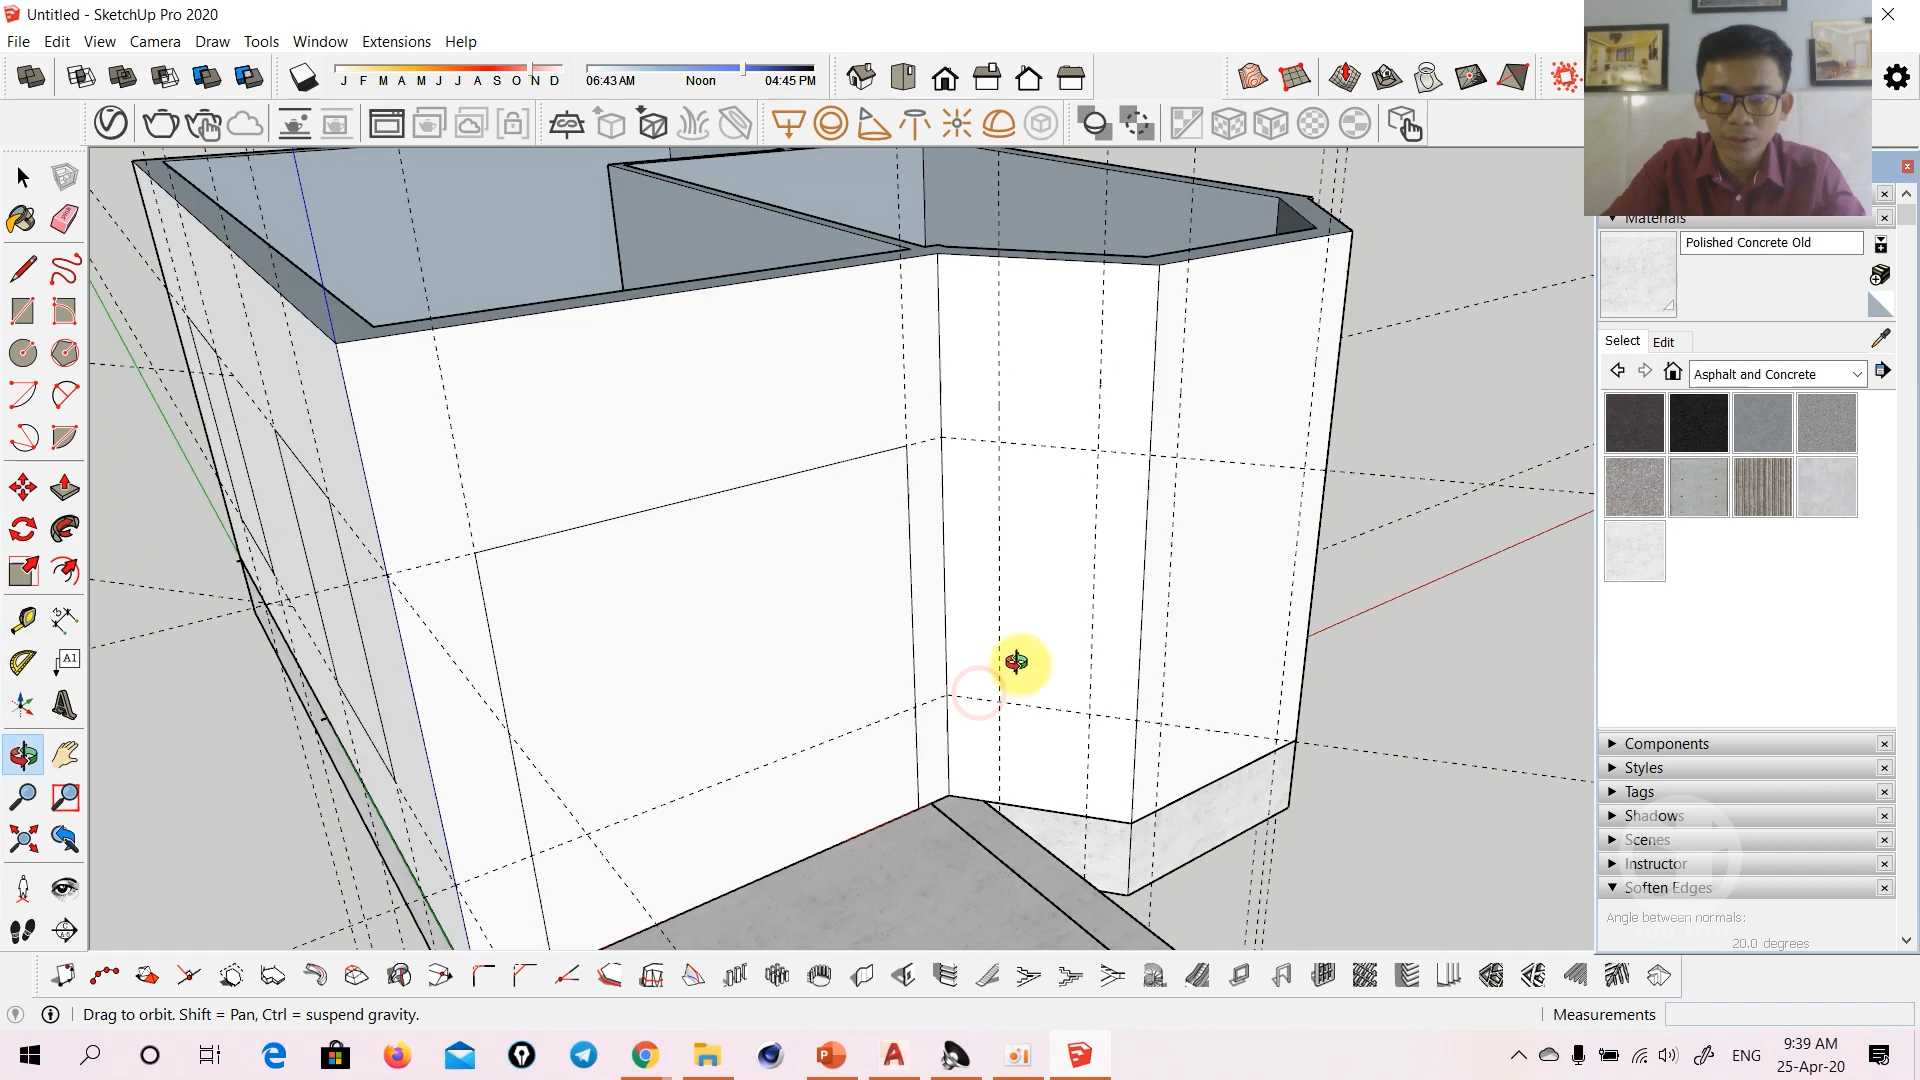 Untitled - SketchUp Pro 2020
File Edit View Camera Draw Tools Window Extensions Help
J F M A M J J A S O N D
06:43 AM Noon 04:45 PM
Materials
Polished Concrete Old
Select Edit
Asphalt and Concrete
A1
Components
Styles
Tags
Shadows
Scenes
Instructor
Soften Edges
Angle between normals:
20.0 degrees
Drag to orbit. Shift = Pan, Ctrl = suspend gravity.
Measurements
ENG
9:39 AM
25-Apr-20